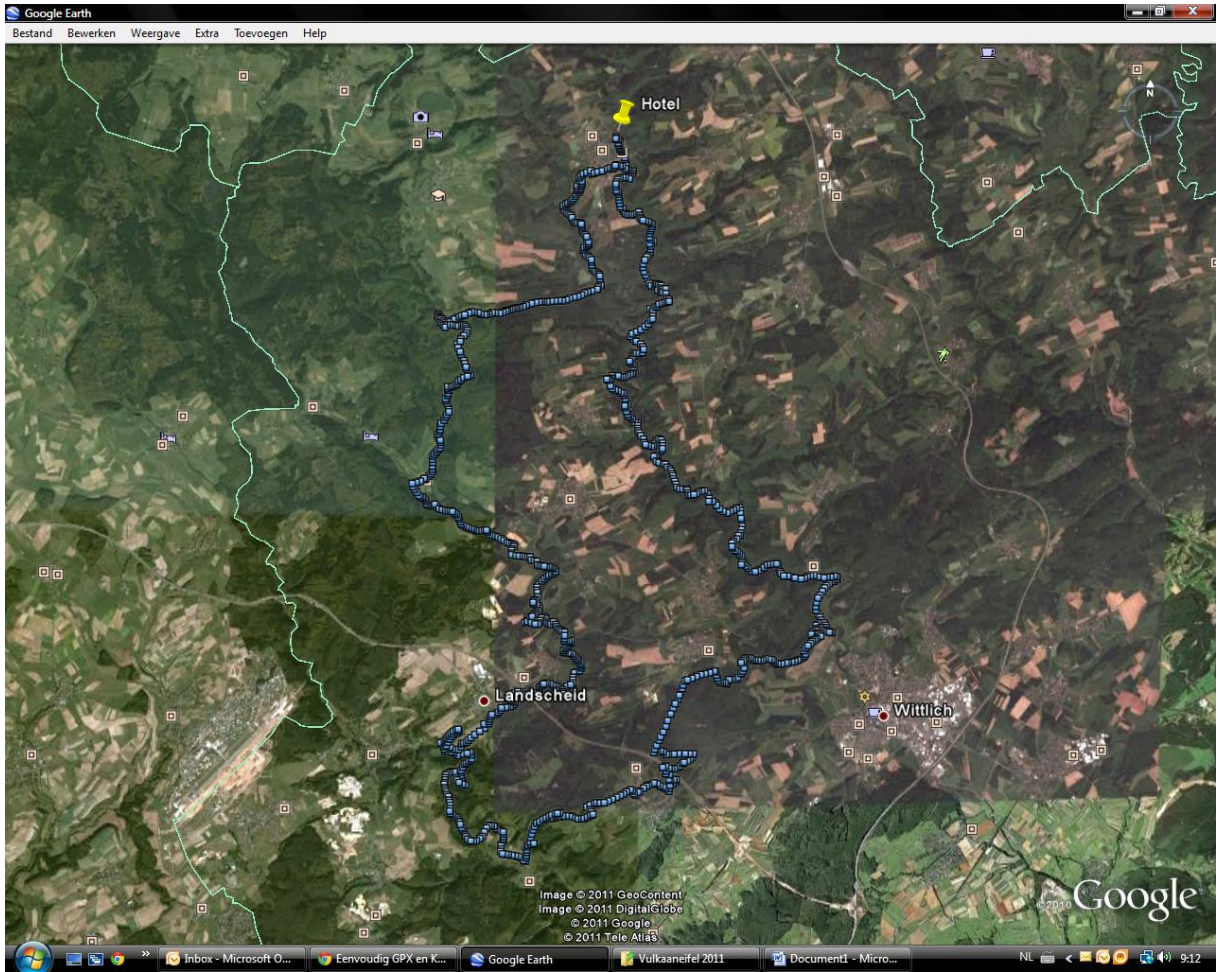 Google Earth
Bestand Bewerken Weergave Extra Toevoegen Help
N
Hotel
Landscheid
Wittlich
Image © 2011 GeoContent
Image © 2011 DigitalGlobe
© 2011 Google
© 2011 Tele Atlas
©2010 Google
Inbox - Microsoft O... Eenvoudig GPX en K... Google Earth Vulkaaneifel 2011 Document1 - Micro... NL 9:12